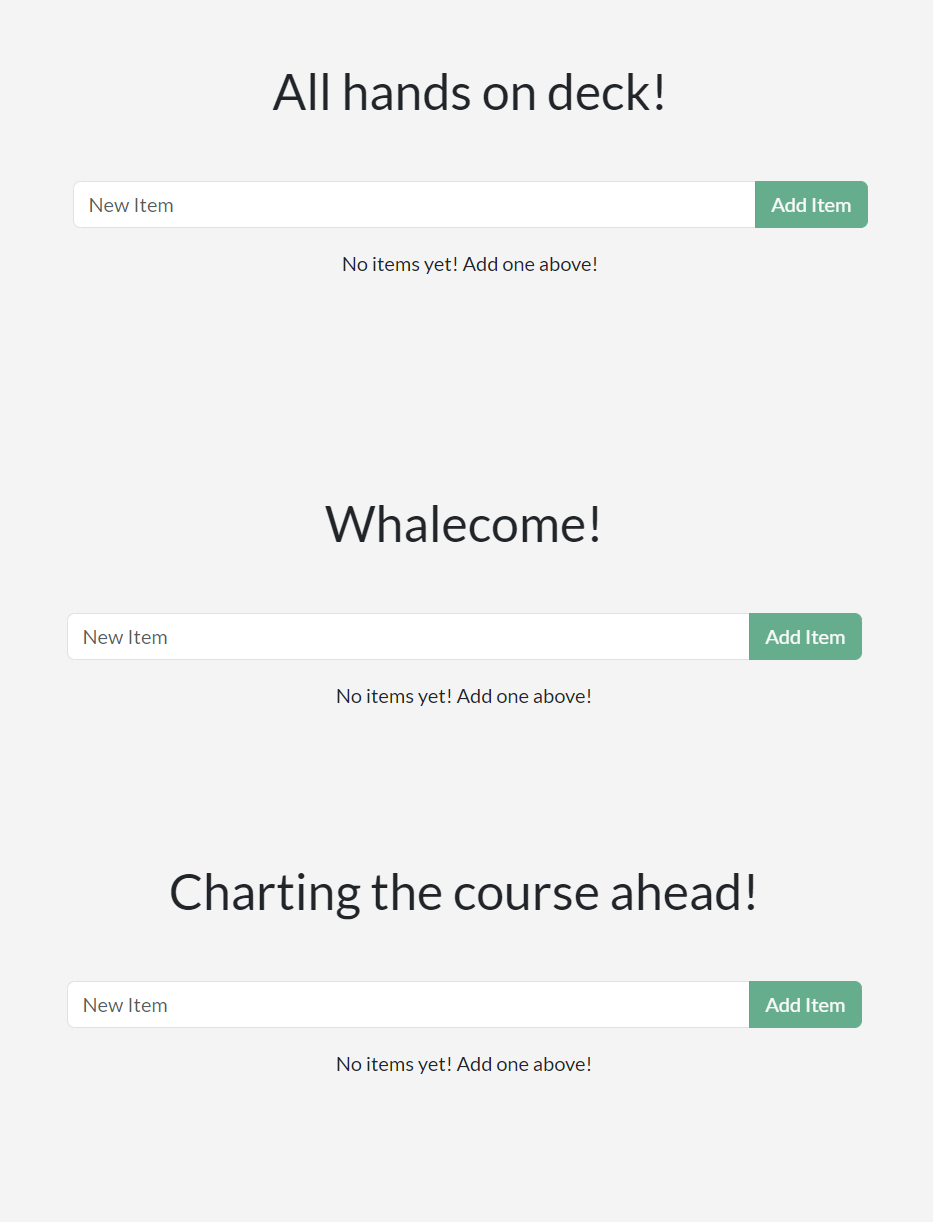 All hands on deck!
New Item
Add Item
No items yet! Add one above!
Whalecome!
New Item
Add Item
No items yet! Add one above!
Charting the course ahead!
New Item
Add Item
No items yet! Add one above!